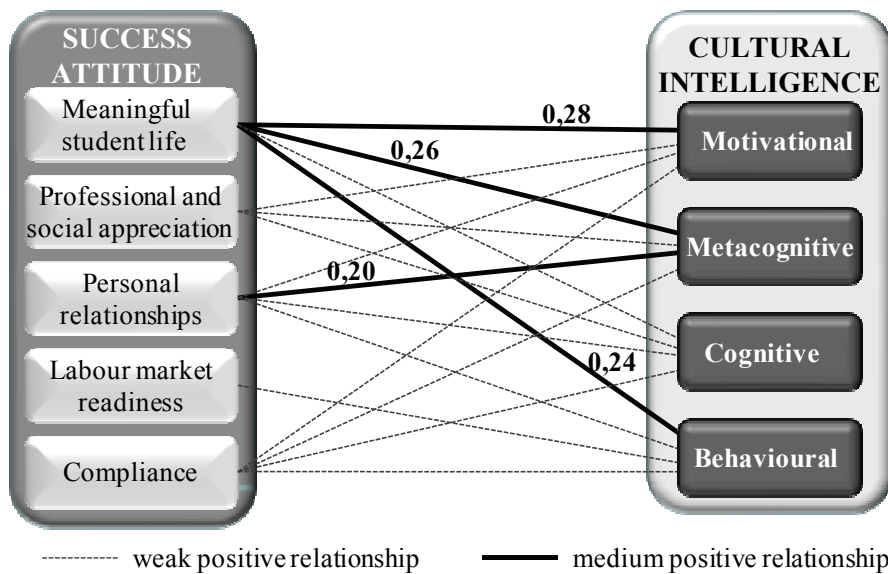 SUCCESS
ATTITUDE
Meaningful
student life
Professional and
social appreciation
Personal
relationships
Labour market
readiness
Compliance
0,28
0,26
0,20
0,24
CULTURAL
INTELLIGENCE
Motivational
Metacognitive
Cognitive
Behavioural
weak positive relationship
medium positive relationship